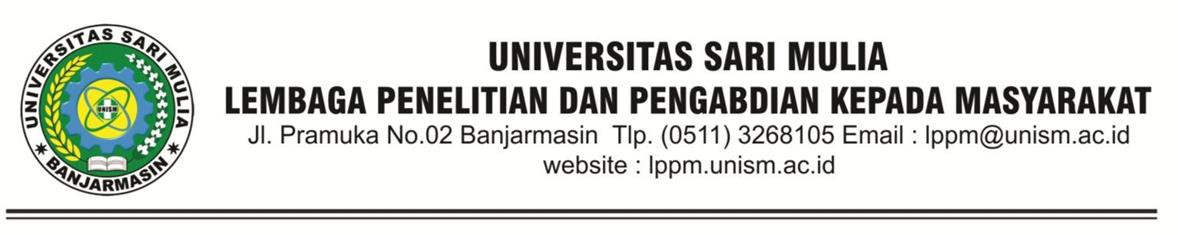 UNIVERSITAS SARI MULIA
BANJARMASIN
UNISM
UNIVERSITAS SARI MULIA
LEMBAGA PENELITIAN DAN PENGABDIAN KEPADA MASYARAKAT
Jl. Pramuka No.02 Banjarmasin Tlp. (0511) 3268105 Email : lppm@unism.ac.id
website : lppm.unism.ac.id